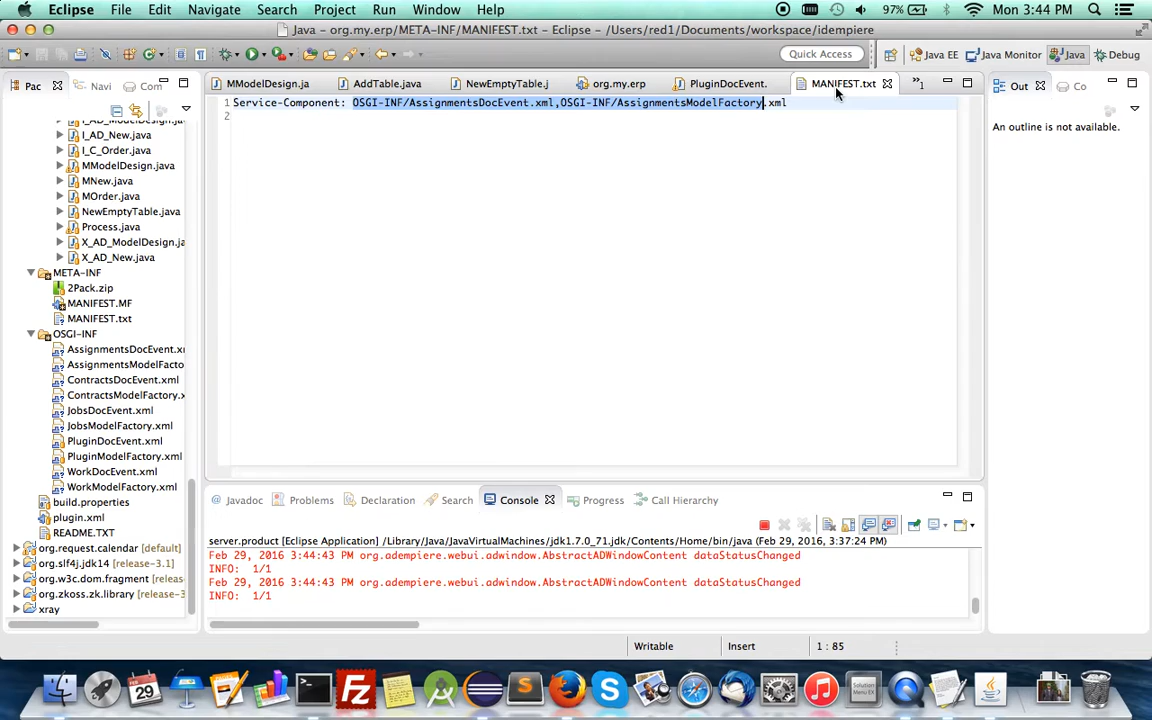 Eclipse File Edit Navigate Search Project Run Window Help 97% Mon 3:44 PM
Java - org.my.erp/META-INF/MANIFEST.txt - Eclipse - /Users/red1/Documents/workspace/idempiere
Quick Access Java EE Java Monitor Java Debug
Pac Navi Com
MModelDesign.ja AddTable.java NewEmptyTable.j org.my.erp PluginDocEvent. MANIFEST.txt 1
Out Co
1 Service-Component: OSGI-INF/AssignmentsDocEvent.xml,OSGI-INF/AssignmentsModelFactory.xml
2
An outline is not available.
I_AD_ModelDesign.ja
I_AD_New.java
I_C_Order.java
MModelDesign.java
MNew.java
MOrder.java
NewEmptyTable.java
Process.java
X_AD_ModelDesign.ja
X_AD_New.java
META-INF
2Pack.zip
MANIFEST.MF
MANIFEST.txt
OSGI-INF
AssignmentsDocEvent.xm
AssignmentsModelFacto
ContractsDocEvent.xml
ContractsModelFactory.x
JobsDocEvent.xml
JobsModelFactory.xml
PluginDocEvent.xml
PluginModelFactory.xml
WorkDocEvent.xml
WorkModelFactory.xml
build.properties
plugin.xml
README.TXT
org.request.calendar [default]
org.slf4j.jdk14 [release-3.1]
org.w3c.dom.fragment [release-
org.zkoss.zk.library [release-3.
xray
Javadoc Problems Declaration Search Console Progress Call Hierarchy
server.product [Eclipse Application] /Library/Java/JavaVirtualMachines/jdk1.7.0_71.jdk/Contents/Home/bin/java (Feb 29, 2016, 3:37:24 PM)
Feb 29, 2016 3:44:43 PM org.adempiere.webui.adwindow.AbstractADWindowContent dataStatusChanged
INFO: 1/1
Feb 29, 2016 3:44:43 PM org.adempiere.webui.adwindow.AbstractADWindowContent dataStatusChanged
INFO: 1/1
Writable Insert 1 : 85